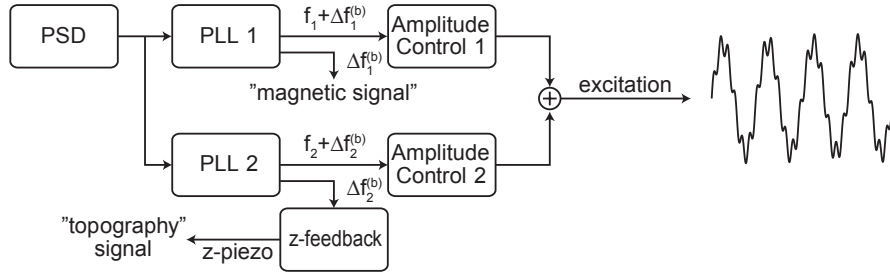 PSD
PLL 1
f₁+Δf₁⁽ᵇ⁾
Δf₁⁽ᵇ⁾
"magnetic signal"
Amplitude
Control 1
+
excitation
PLL 2
f₂+Δf₂⁽ᵇ⁾
Δf₂⁽ᵇ⁾
Amplitude
Control 2
z-feedback
z-piezo
"topography"
signal